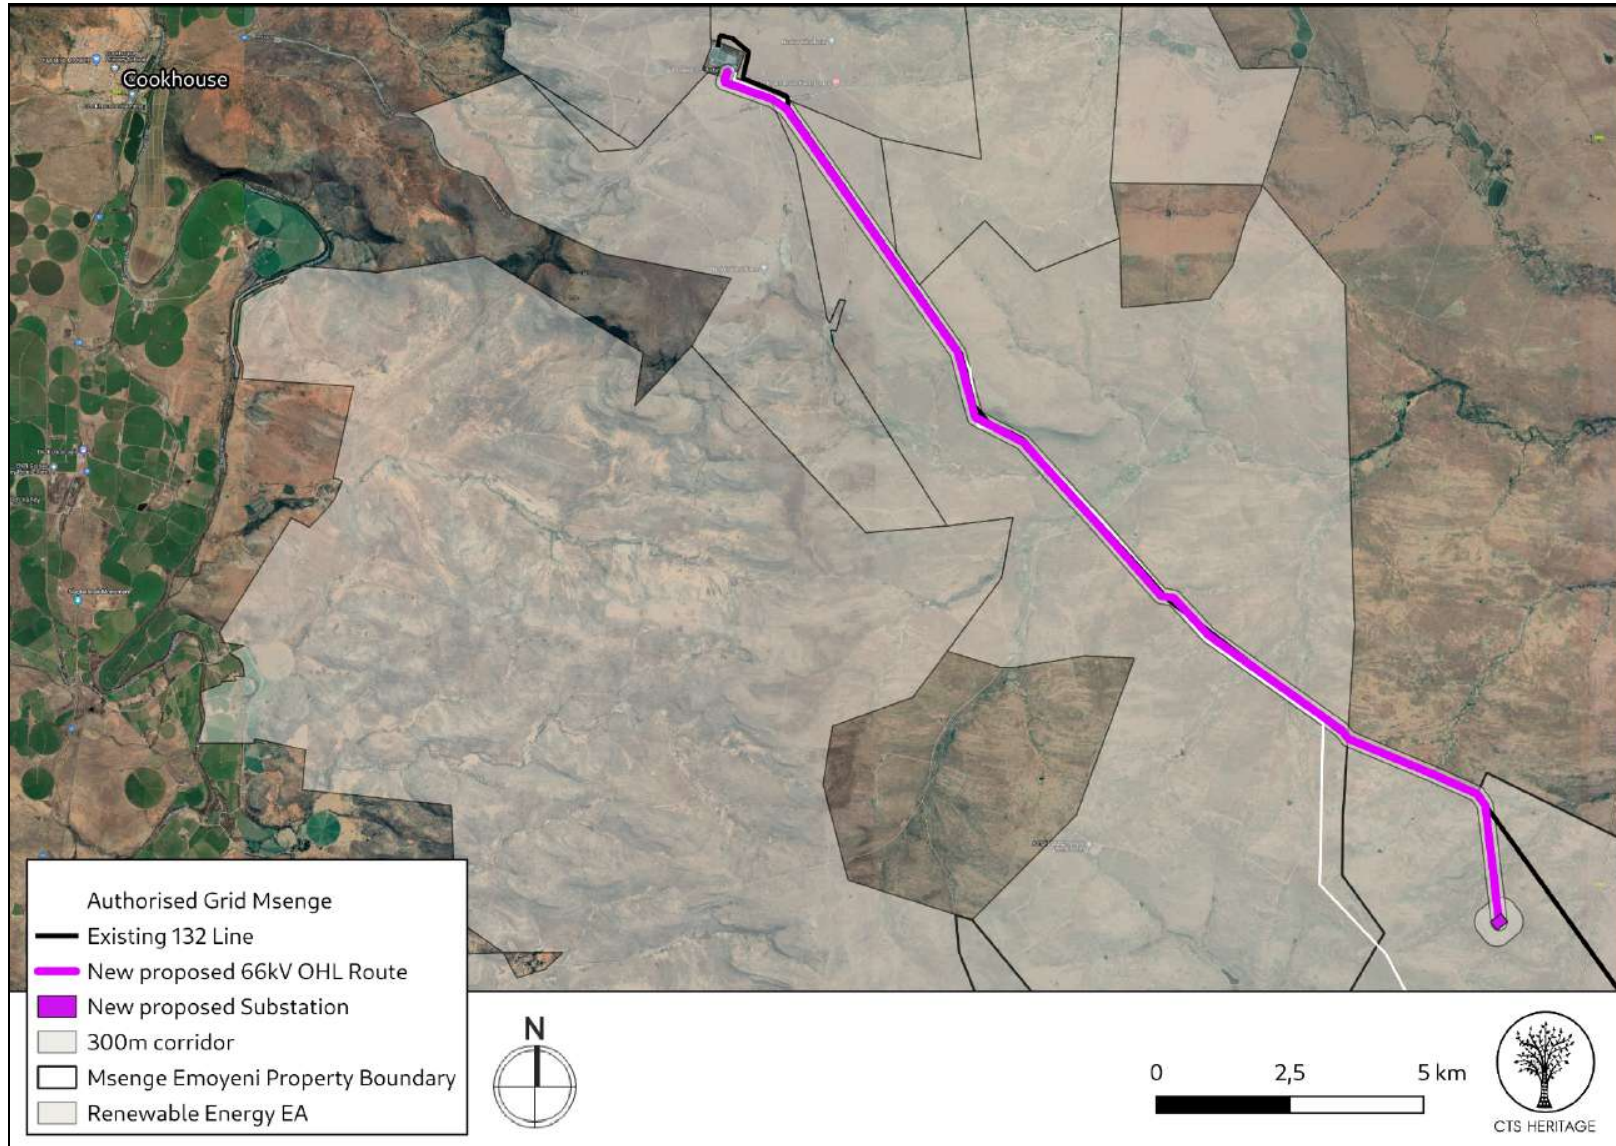 Cookhouse
Authorised Grid Msenge
Existing 132 Line
New proposed 66kV OHL Route
New proposed Substation
300m corridor
Msenge Emoyeni Property Boundary
Renewable Energy EA
N
0 2,5 5 km
CTS HERITAGE